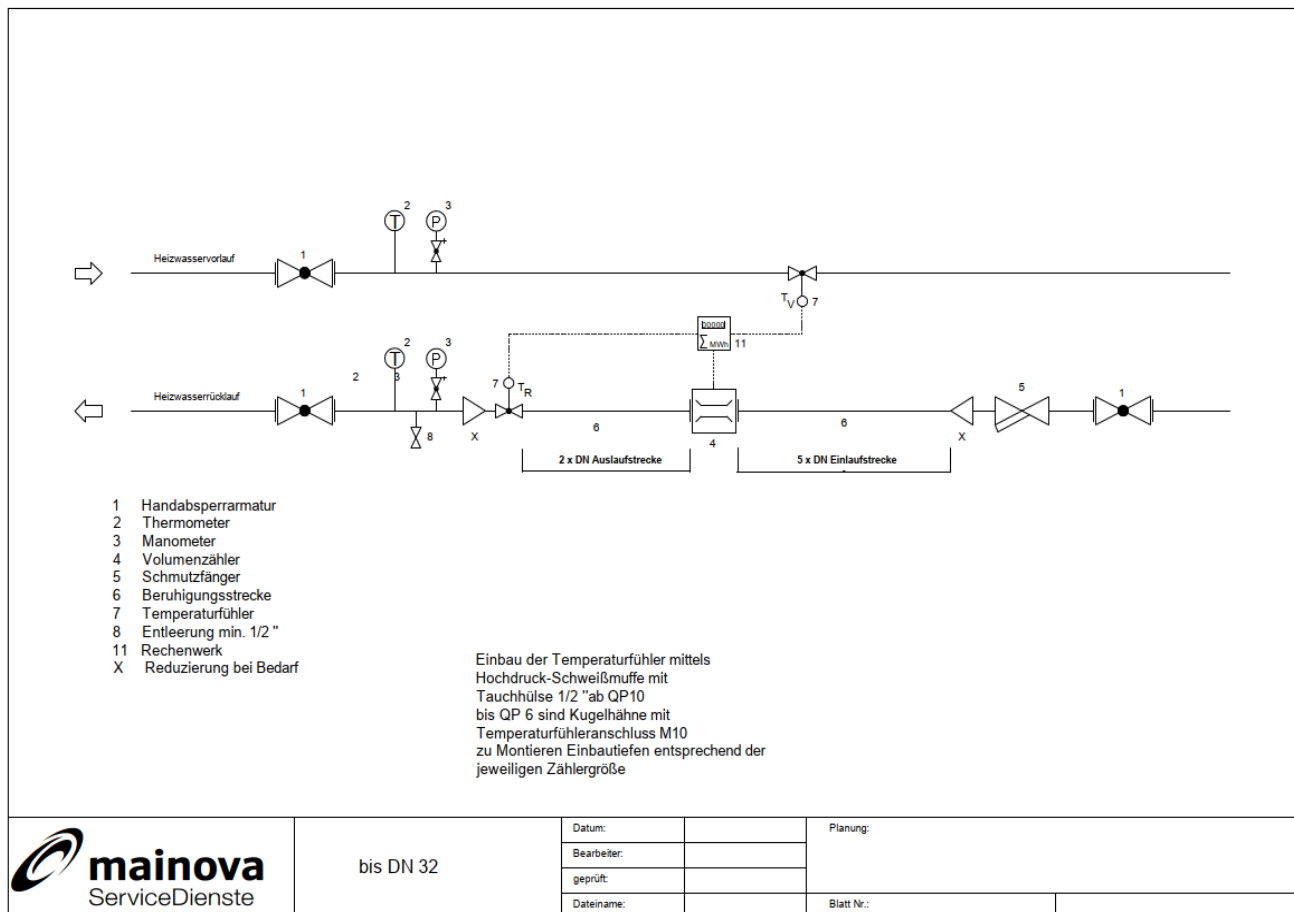 2
3
T
P
Heizwasservorlauf
1
T_V
7
00000
Σ MWh
11
2
3
T
P
2
3
7
T_R
5
Heizwasserrücklauf
1
1
8
X
6
4
6
X
2 x DN Auslaufstrecke
5 x DN Einlaufstrecke
1 Handabsperrarmatur
2 Thermometer
3 Manometer
4 Volumenzähler
5 Schmutzfänger
6 Beruhigungsstrecke
7 Temperaturfühler
8 Entleerung min. 1/2 "
11 Rechenwerk
X Reduzierung bei Bedarf
Einbau der Temperaturfühler mittels
Hochdruck-Schweißmuffe mit
Tauchhülse 1/2 "ab QP10
bis QP 6 sind Kugelhähne mit
Temperaturfühleranschluss M10
zu Montieren Einbautiefen entsprechend der
jeweiligen Zählergröße
mainova
ServiceDienste
bis DN 32
Datum:
Bearbeiter:
geprüft:
Dateiname:
Planung:
Blatt Nr.: